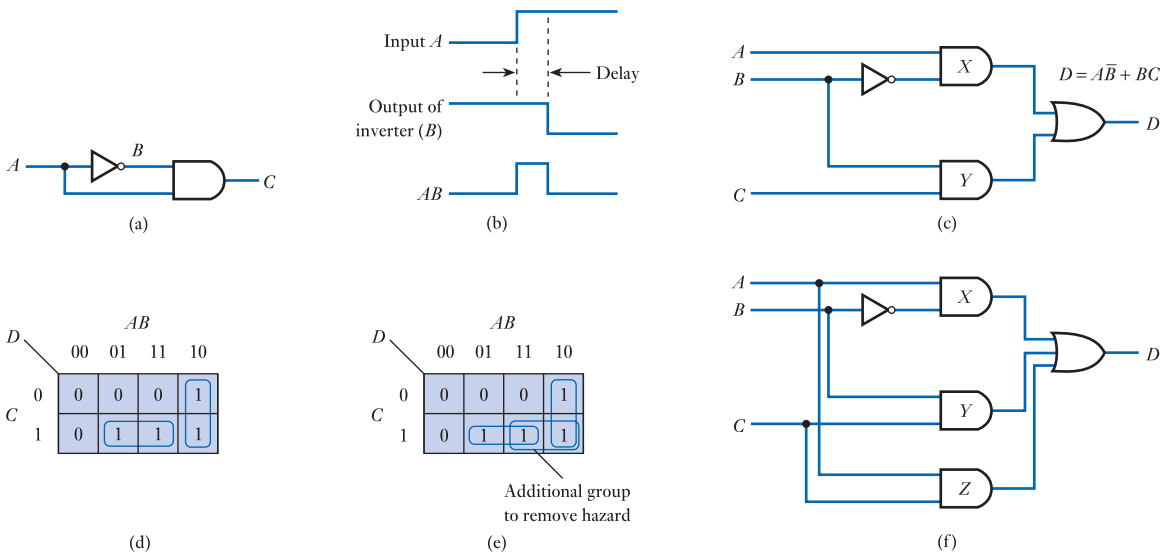 A
B
C
(a)
Input A
Delay
Output of
inverter (B)
AB
(b)
A
B
C
X
Y
D = AB̅ + BC
D
(c)
D
AB
00 01 11 10
C
0 0 0 0 1
1 0 1 1 1
(d)
D
AB
00 01 11 10
C
0 0 0 0 1
1 0 1 1 1
Additional group
to remove hazard
(e)
A
B
C
X
Y
Z
D
(f)